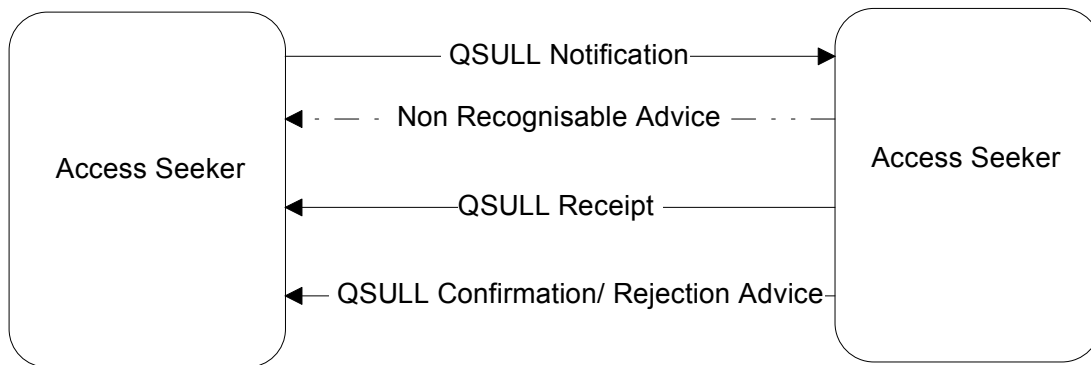 QSULL Notification
Non Recognisable Advice
Access Seeker
Access Seeker
QSULL Receipt
QSULL Confirmation/ Rejection Advice